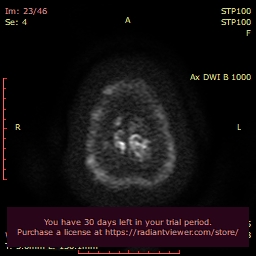 Im: 23/46
Se: 4
A
STP100
STP100
F
Ax DWI B 1000
R
L
You have 30 days left in your trial period.
Purchase a license at https://radiantviewer.com/store/